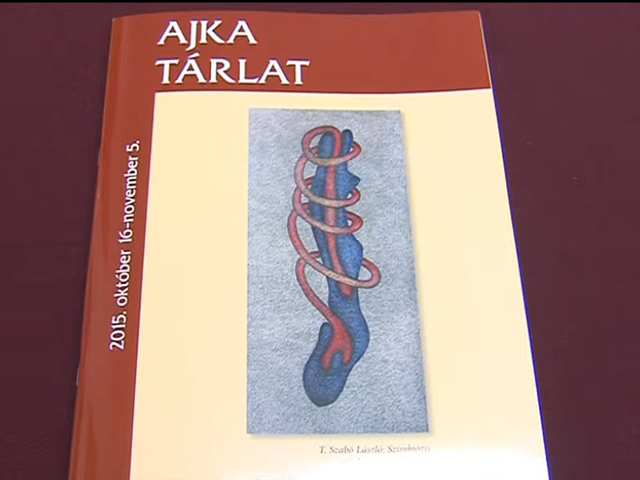 AJKA
TÁRLAT
2015. október 16-november 5.
T. Szabó László: Szimbiózis